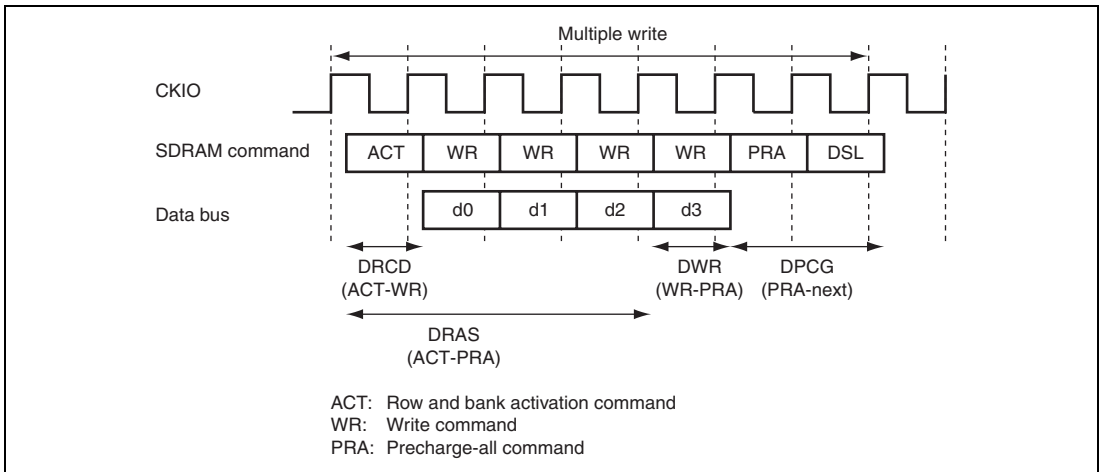 Multiple write
CKIO
SDRAM command ACT WR WR WR WR PRA DSL
Data bus d0 d1 d2 d3
DRCD DWR DPCG
(ACT-WR) (WR-PRA) (PRA-next)
DRAS
(ACT-PRA)
ACT: Row and bank activation command
WR: Write command
PRA: Precharge-all command